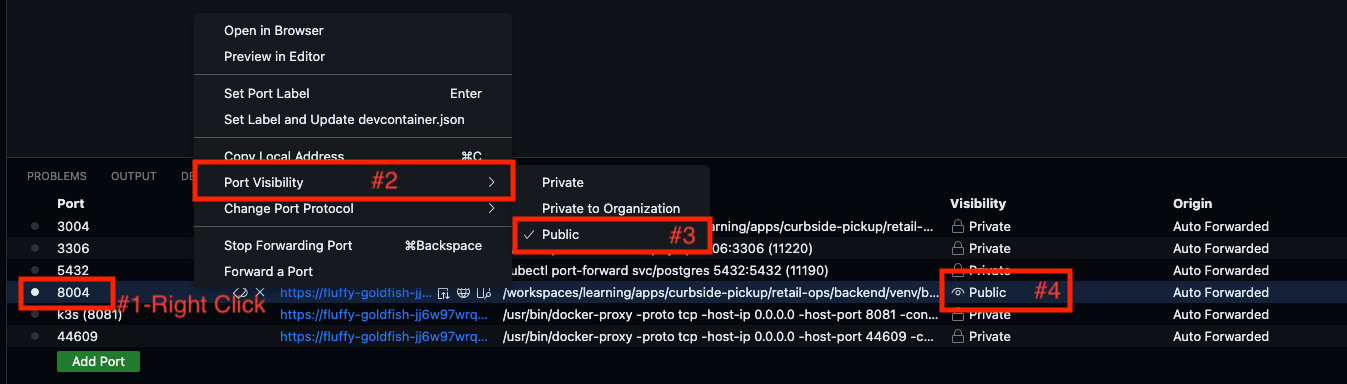 Open in Browser
Preview in Editor
Set Port Label Enter
Set Label and Update devcontainer.json
Copy Local Address ⌘C
Port Visibility #2
Change Port Protocol
Stop Forwarding Port ⌘Backspace
Forward a Port
Private
Private to Organization
Public #3
PROBLEMS OUTPUT
Port Visibility Origin
3004 arning/apps/curbside-pickup/retail-... Private Auto Forwarded
3306 06:3306 (11220) Private Auto Forwarded
5432 kubectl port-forward svc/postgres 5432:5432 (11190) Private Auto Forwarded
8004 https://fluffy-goldfish-jj... /workspaces/learning/apps/curbside-pickup/retail-ops/backend/venv/b... Public #4 Auto Forwarded
#1-Right Click
k3s (8081) https://fluffy-goldfish-jj6w97wrq... /usr/bin/docker-proxy -proto tcp -host-ip 0.0.0.0 -host-port 8081 -con... Private Auto Forwarded
44609 https://fluffy-goldfish-jj6w97wrq... /usr/bin/docker-proxy -proto tcp -host-ip 0.0.0.0 -host-port 44609 -c... Private Auto Forwarded
Add Port